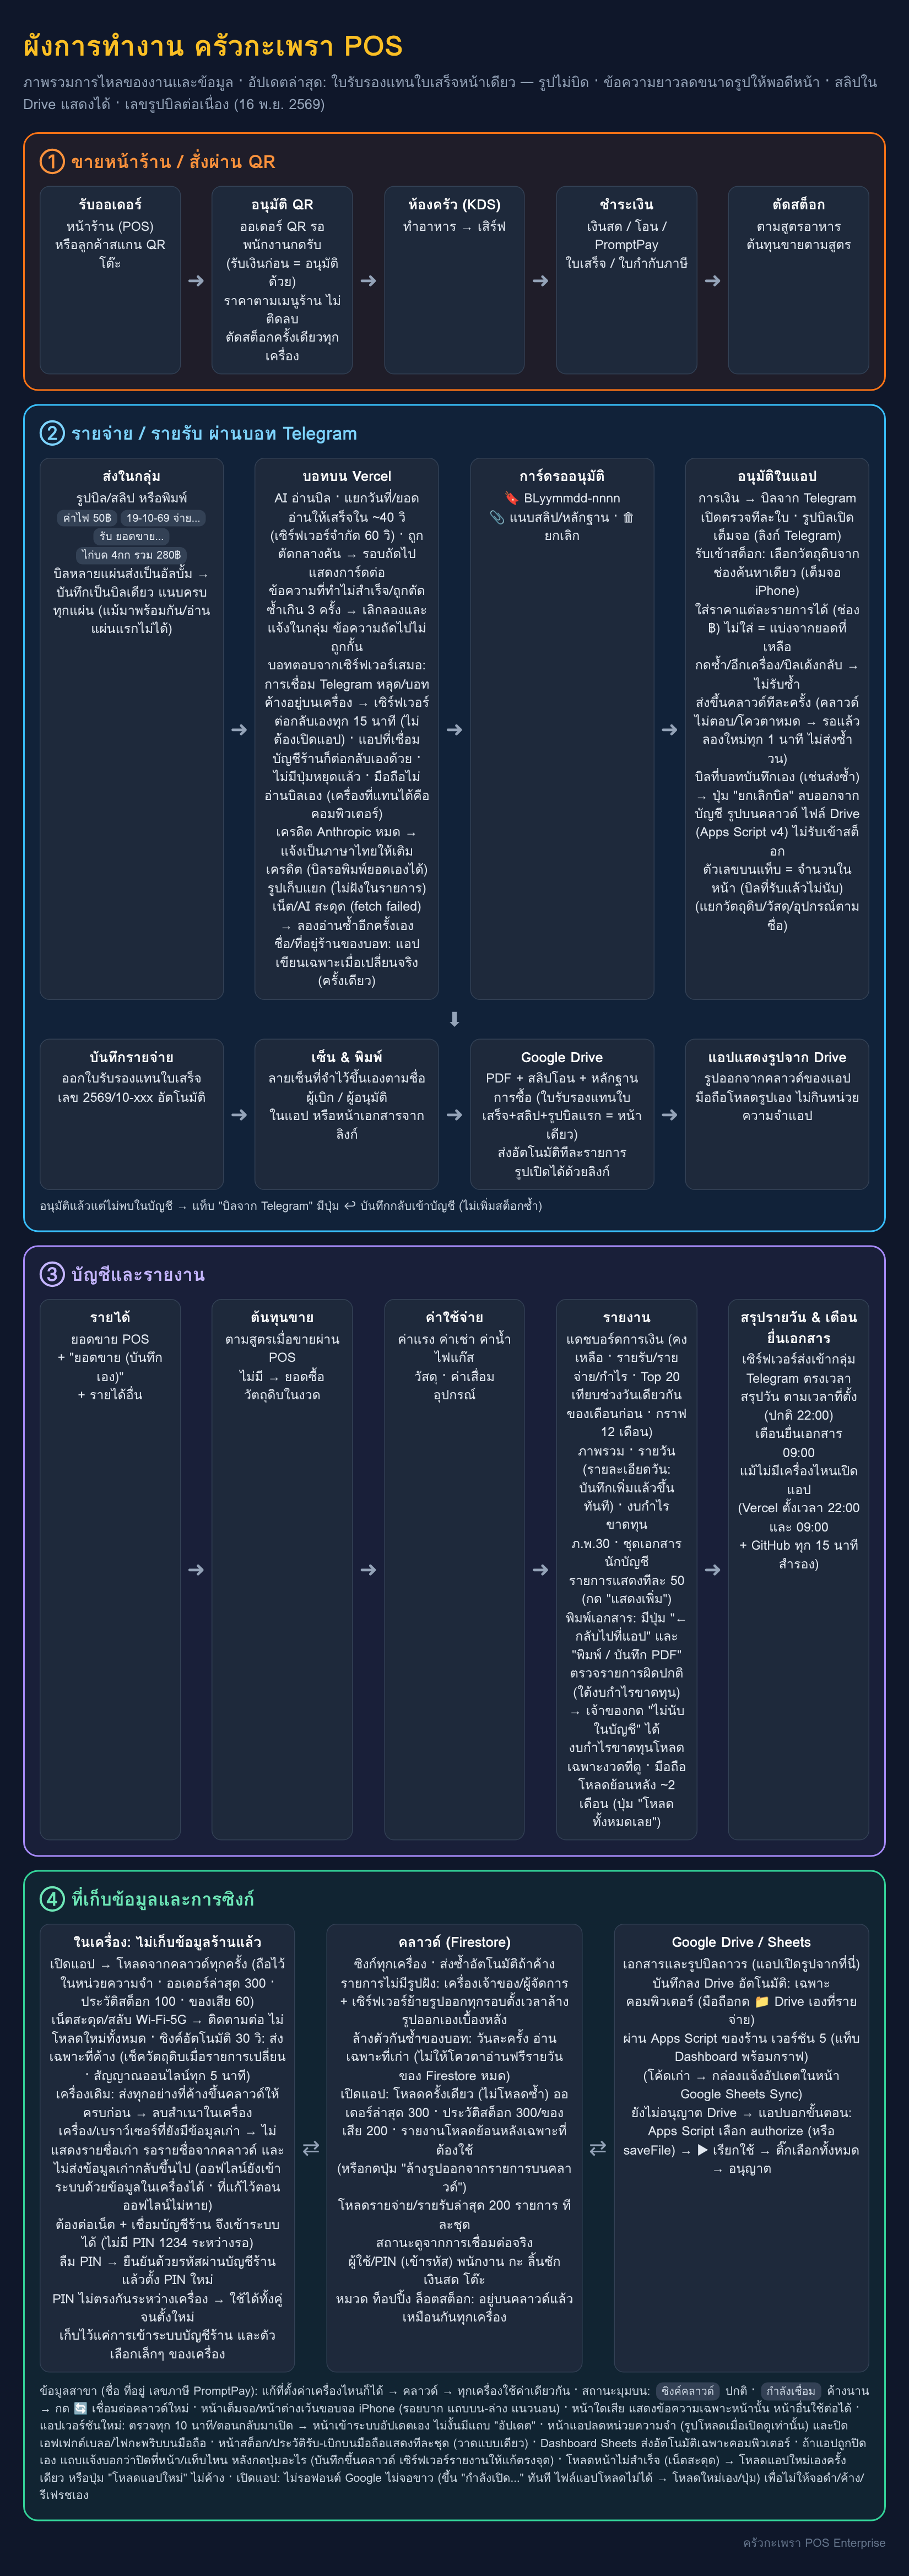 ผังการทำงาน ครัวกะเพรา POS
ภาพรวมการไหลของงานและข้อมูล · อัปเดตล่าสุด: ใบรับรองแทนใบเสร็จหน้าเดียว — รูปไม่บิด · ข้อความยาวลดขนาดรูปให้พอดีหน้า · สลิปใน
Drive แสดงได้ · เลขรูปบิลต่อเนื่อง (16 พ.ย. 2569)
① ขายหน้าร้าน / สั่งผ่าน QR
รับออเดอร์
หน้าร้าน (POS)
หรือลูกค้าสแกน QR
โต๊ะ
➜
อนุมัติ QR
ออเดอร์ QR รอ
พนักงานกดรับ
(รับเงินก่อน = อนุมัติ
ด้วย)
ราคาตามเมนูร้าน ไม่
ติดลบ
ตัดสต็อกครั้งเดียวทุก
เครื่อง
➜
ห้องครัว (KDS)
ทำอาหาร → เสิร์ฟ
➜
ชำระเงิน
เงินสด / โอน /
PromptPay
ใบเสร็จ / ใบกำกับภาษี
➜
ตัดสต็อก
ตามสูตรอาหาร
ต้นทุนขายตามสูตร
② รายจ่าย / รายรับ ผ่านบอท Telegram
ส่งในกลุ่ม
รูปบิล/สลิป หรือพิมพ์
ค่าไฟ 50฿ 19-10-69 จ่าย...
รับ ยอดขาย...
ไก่บด 4กก รวม 280฿
บิลหลายแผ่นส่งเป็นอัลบั้ม →
บันทึกเป็นบิลเดียว แนบครบ
ทุกแผ่น (แม้มาพร้อมกัน/อ่าน
แผ่นแรกไม่ได้)
➜
บอทบน Vercel
AI อ่านบิล · แยกวันที่/ยอด
อ่านให้เสร็จใน ~40 วิ
(เซิร์ฟเวอร์จำกัด 60 วิ) · ถูก
ตัดกลางคัน → รอบถัดไป
แสดงการ์ดต่อ
ข้อความที่ทำไม่สำเร็จ/ถูกตัด
ซ้ำเกิน 3 ครั้ง → เลิกลองและ
แจ้งในกลุ่ม ข้อความถัดไปไม่
ถูกกั้น
บอทตอบจากเซิร์ฟเวอร์เสมอ:
การเชื่อม Telegram หลุด/บอท
ค้างอยู่บนเครื่อง → เซิร์ฟเวอร์
ต่อกลับเองทุก 15 นาที (ไม่
ต้องเปิดแอป) · แอปที่เชื่อม
บัญชีร้านก็ต่อกลับเองด้วย ·
ไม่มีปุ่มหยุดแล้ว · มือถือไม่
อ่านบิลเอง (เครื่องที่แทนได้คือ
คอมพิวเตอร์)
เครดิต Anthropic หมด →
แจ้งเป็นภาษาไทยให้เติม
เครดิต (บิลรอพิมพ์ยอดเองได้)
รูปเก็บแยก (ไม่ฝังในรายการ)
เน็ต/AI สะดุด (fetch failed)
→ ลองอ่านซ้ำอีกครั้งเอง
ชื่อ/ที่อยู่ร้านของบอท: แอป
เขียนเฉพาะเมื่อเปลี่ยนจริง
(ครั้งเดียว)
➜
การ์ดรออนุมัติ
🔖 BLyymmdd-nnnn
📎 แนบสลิป/หลักฐาน · 🗑
ยกเลิก
➜
อนุมัติในแอป
การเงิน → บิลจาก Telegram
เปิดตรวจทีละใบ · รูปบิลเปิด
เต็มจอ (ลิงก์ Telegram)
รับเข้าสต็อก: เลือกวัตถุดิบจาก
ช่องค้นหาเดียว (เต็มจอ
iPhone)
ใส่ราคาแต่ละรายการได้ (ช่อง
฿) ไม่ใส่ = แบ่งจากยอดที่
เหลือ
กดซ้ำ/อีกเครื่อง/บิลเด้งกลับ →
ไม่รับซ้ำ
ส่งขึ้นคลาวด์ทีละครั้ง (คลาวด์
ไม่ตอบ/โควตาหมด → รอแล้ว
ลองใหม่ทุก 1 นาที ไม่ส่งซ้ำ
วน)
บิลที่บอทบันทึกเอง (เช่นส่งซ้ำ)
→ ปุ่ม "ยกเลิกบิล" ลบออกจาก
บัญชี รูปบนคลาวด์ ไฟล์ Drive
(Apps Script v4) ไม่รับเข้าสต็
อก
ตัวเลขบนแท็บ = จำนวนใน
หน้า (บิลที่รับแล้วไม่นับ)
(แยกวัตถุดิบ/วัสดุ/อุปกรณ์ตาม
ชื่อ)
⬇
บันทึกรายจ่าย
ออกใบรับรองแทนใบเสร็จ
เลข 2569/10-xxx อัตโนมัติ
➜
เซ็น & พิมพ์
ลายเซ็นที่จำไว้ขึ้นเองตามชื่อ
ผู้เบิก / ผู้อนุมัติ
ในแอป หรือหน้าเอกสารจาก
ลิงก์
➜
Google Drive
PDF + สลิปโอน + หลักฐาน
การซื้อ (ใบรับรองแทนใบ
เสร็จ+สลิป+รูปบิลแรก = หน้า
เดียว)
ส่งอัตโนมัติทีละรายการ
รูปเปิดได้ด้วยลิงก์
➜
แอปแสดงรูปจาก Drive
รูปออกจากคลาวด์ของแอป
มือถือโหลดรูปเอง ไม่กินหน่วย
ความจำแอป
อนุมัติแล้วแต่ไม่พบในบัญชี → แท็บ "บิลจาก Telegram" มีปุ่ม ↩ บันทึกกลับเข้าบัญชี (ไม่เพิ่มสต็อกซ้ำ)
③ บัญชีและรายงาน
รายได้
ยอดขาย POS
+ "ยอดขาย (บันทึก
เอง)"
+ รายได้อื่น
➜
ต้นทุนขาย
ตามสูตรเมื่อขายผ่าน
POS
ไม่มี → ยอดซื้อ
วัตถุดิบในงวด
➜
ค่าใช้จ่าย
ค่าแรง ค่าเช่า ค่าน้ำ
ไฟแก๊ส
วัสดุ · ค่าเสื่อม
อุปกรณ์
➜
รายงาน
แดชบอร์ดการเงิน (คง
เหลือ · รายรับ/ราย
จ่าย/กำไร · Top 20
เทียบช่วงวันเดียวกัน
ของเดือนก่อน · กราฟ
12 เดือน)
ภาพรวม · รายวัน
(รายละเอียดวัน:
บันทึกเพิ่มแล้วขึ้น
ทันที) · งบกำไร
ขาดทุน
ภ.พ.30 · ชุดเอกสาร
นักบัญชี
รายการแสดงทีละ 50
(กด "แสดงเพิ่ม")
พิมพ์เอกสาร: มีปุ่ม "←
กลับไปที่แอป" และ
"พิมพ์ / บันทึก PDF"
ตรวจรายการผิดปกติ
(ใต้งบกำไรขาดทุน)
→ เจ้าของกด "ไม่นับ
ในบัญชี" ได้
งบกำไรขาดทุนโหลด
เฉพาะงวดที่ดู · มือถือ
โหลดย้อนหลัง ~2
เดือน (ปุ่ม "โหลด
ทั้งหมดเลย")
➜
สรุปรายวัน & เตือน
ยื่นเอกสาร
เซิร์ฟเวอร์ส่งเข้ากลุ่ม
Telegram ตรงเวลา
สรุปวัน ตามเวลาที่ตั้ง
(ปกติ 22:00)
เตือนยื่นเอกสาร
09:00
แม้ไม่มีเครื่องไหนเปิด
แอป
(Vercel ตั้งเวลา 22:00
และ 09:00
+ GitHub ทุก 15 นาที
สำรอง)
④ ที่เก็บข้อมูลและการซิงก์
ในเครื่อง: ไม่เก็บข้อมูลร้านแล้ว
เปิดแอป → โหลดจากคลาวด์ทุกครั้ง (ถือไว้
ในหน่วยความจำ · ออเดอร์ล่าสุด 300 ·
ประวัติสต็อก 100 · ของเสีย 60)
เน็ตสะดุด/สลับ Wi-Fi-5G → ติดตามต่อ ไม่
โหลดใหม่ทั้งหมด · ซิงค์อัตโนมัติ 30 วิ: ส่ง
เฉพาะที่ค้าง (เช็ควัตถุดิบเมื่อรายการเปลี่ยน
· สัญญาณออนไลน์ทุก 5 นาที)
เครื่องเดิม: ส่งทุกอย่างที่ค้างขึ้นคลาวด์ให้
ครบก่อน → ลบสำเนาในเครื่อง
เครื่อง/เบราว์เซอร์ที่ยังมีข้อมูลเก่า → ไม่
แสดงรายชื่อเก่า รอรายชื่อจากคลาวด์ และ
ไม่ส่งข้อมูลเก่ากลับขึ้นไป (ออฟไลน์ยังเข้า
ระบบด้วยข้อมูลในเครื่องได้ · ที่แก้ไว้ตอน
ออฟไลน์ไม่หาย)
ต้องต่อเน็ต + เชื่อมบัญชีร้าน จึงเข้าระบบ
ได้ (ไม่มี PIN 1234 ระหว่างรอ)
ลืม PIN → ยืนยันด้วยรหัสผ่านบัญชีร้าน
แล้วตั้ง PIN ใหม่
PIN ไม่ตรงกันระหว่างเครื่อง → ใช้ได้ทั้งคู่
จนตั้งใหม่
เก็บไว้แค่การเข้าระบบบัญชีร้าน และตัว
เลือกเล็กๆ ของเครื่อง
⇄
คลาวด์ (Firestore)
ซิงก์ทุกเครื่อง · ส่งซ้ำอัตโนมัติถ้าค้าง
รายการไม่มีรูปฝัง: เครื่องเจ้าของ/ผู้จัดการ
+ เซิร์ฟเวอร์ย้ายรูปออกทุกรอบตั้งเวลาล้าง
รูปออกเองเบื้องหลัง
ล้างตัวกันซ้ำของบอท: วันละครั้ง อ่าน
เฉพาะที่เก่า (ไม่ให้โควตาอ่านฟรีรายวัน
ของ Firestore หมด)
เปิดแอป: โหลดครั้งเดียว (ไม่โหลดซ้ำ) ออ
เดอร์ล่าสุด 300 · ประวัติสต็อก 300/ของ
เสีย 200 · รายงานโหลดย้อนหลังเฉพาะที่
ต้องใช้
(หรือกดปุ่ม "ล้างรูปออกจากรายการบนคลา
วด์")
โหลดรายจ่าย/รายรับล่าสุด 200 รายการ ที
ละชุด
สถานะดูจากการเชื่อมต่อจริง
ผู้ใช้/PIN (เข้ารหัส) พนักงาน กะ ลิ้นชัก
เงินสด โต๊ะ
หมวด ท็อปปิ้ง ล็อตสต็อก: อยู่บนคลาวด์แล้ว
เหมือนกันทุกเครื่อง
⇄
Google Drive / Sheets
เอกสารและรูปบิลถาวร (แอปเปิดรูปจากที่นี่)
บันทึกลง Drive อัตโนมัติ: เฉพาะ
คอมพิวเตอร์ (มือถือกด 📁 Drive เองที่ราย
จ่าย)
ผ่าน Apps Script ของร้าน เวอร์ชัน 5 (แท็บ
Dashboard พร้อมกราฟ)
(โค้ดเก่า → กล่องแจ้งอัปเดตในหน้า
Google Sheets Sync)
ยังไม่อนุญาต Drive → แอปบอกขั้นตอน:
Apps Script เลือก authorize (หรือ
saveFile) → ▶ เรียกใช้ → ติ๊กเลือกทั้งหมด
→ อนุญาต
ข้อมูลสาขา (ชื่อ ที่อยู่ เลขภาษี PromptPay): แก้ที่ตั้งค่าเครื่องไหนก็ได้ → คลาวด์ → ทุกเครื่องใช้ค่าเดียวกัน · สถานะมุมบน: ซิงค์คลาวด์ ปกติ · กำลังเชื่อม ค้างนาน
→ กด 🔄 เชื่อมต่อคลาวด์ใหม่ · หน้าเต็มจอ/หน้าต่างเว้นขอบจอ iPhone (รอยบาก แถบบน-ล่าง แนวนอน) · หน้าใดเสีย แสดงข้อความเฉพาะหน้านั้น หน้าอื่นใช้ต่อได้ ·
แอปเวอร์ชันใหม่: ตรวจทุก 10 นาที/ตอนกลับมาเปิด → หน้าเข้าระบบอัปเดตเอง ไม่งั้นมีแถบ "อัปเดต" · หน้าแอปลดหน่วยความจำ (รูปโหลดเมื่อเปิดดูเท่านั้น) และปิด
เอฟเฟกต์เบลอ/ไฟกะพริบบนมือถือ · หน้าสต็อก/ประวัติรับ-เบิกบนมือถือแสดงทีละชุด (วาดแบบเดียว) · Dashboard Sheets ส่งอัตโนมัติเฉพาะคอมพิวเตอร์ · ถ้าแอปถูกปิด
เอง แถบแจ้งบอกว่าปิดที่หน้า/แท็บไหน หลังกดปุ่มอะไร (บันทึกขึ้นคลาวด์ เซิร์ฟเวอร์รายงานให้แก้ตรงจุด) · โหลดหน้าไม่สำเร็จ (เน็ตสะดุด) → โหลดแอปใหม่เองครั้ง
เดียว หรือปุ่ม "โหลดแอปใหม่" ไม่ค้าง · เปิดแอป: ไม่รอฟอนต์ Google ไม่จอขาว (ขึ้น "กำลังเปิด..." ทันที ไฟล์แอปโหลดไม่ได้ → โหลดใหม่เอง/ปุ่ม) เพื่อไม่ให้จอดำ/ค้าง/
รีเฟรชเอง
ครัวกะเพรา POS Enterprise